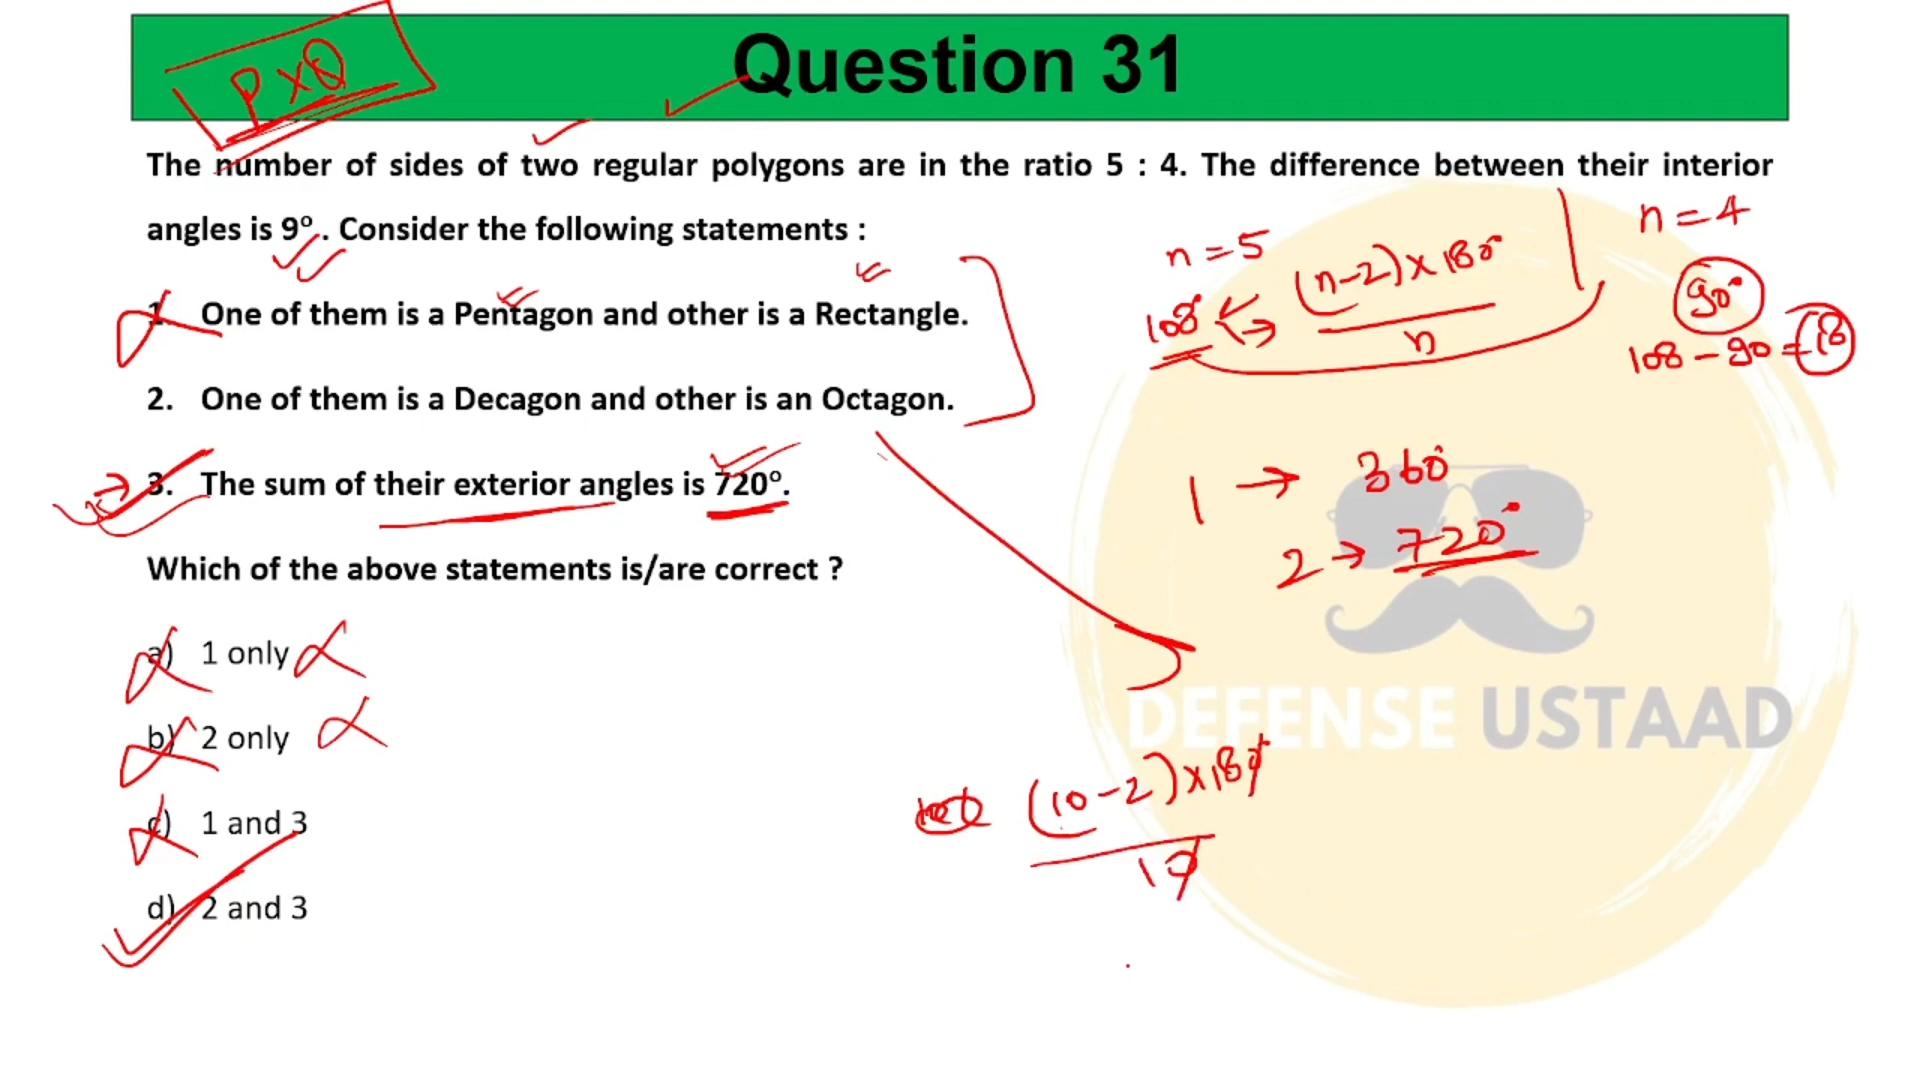 Question 31
P×Q
The number of sides of two regular polygons are in the ratio 5 : 4. The difference between their interior
angles is 9º. Consider the following statements :
1. One of them is a Pentagon and other is a Rectangle.
2. One of them is a Decagon and other is an Octagon.
3. The sum of their exterior angles is 720º.
Which of the above statements is/are correct ?
a) 1 only
b) 2 only
c) 1 and 3
d) 2 and 3
n = 5
(n-2)×180°
n
108°
n = 4
90°
108 - 90 = 18
1 → 360°
2 → 720°
DEFENSE USTAAD
(10-2)×180
10